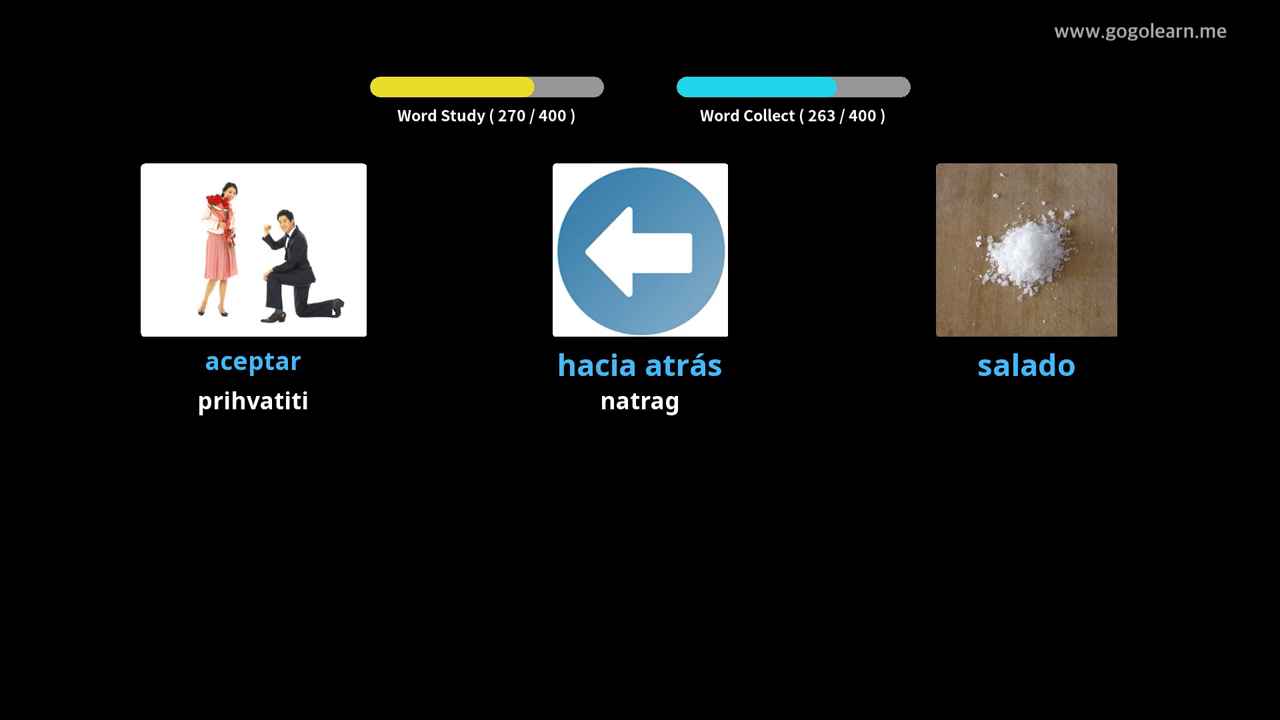 www.gogolearn.me
Word Study ( 270 / 400 )
Word Collect ( 263 / 400 )
aceptar
prihvatiti
hacia atrás
natrag
salado